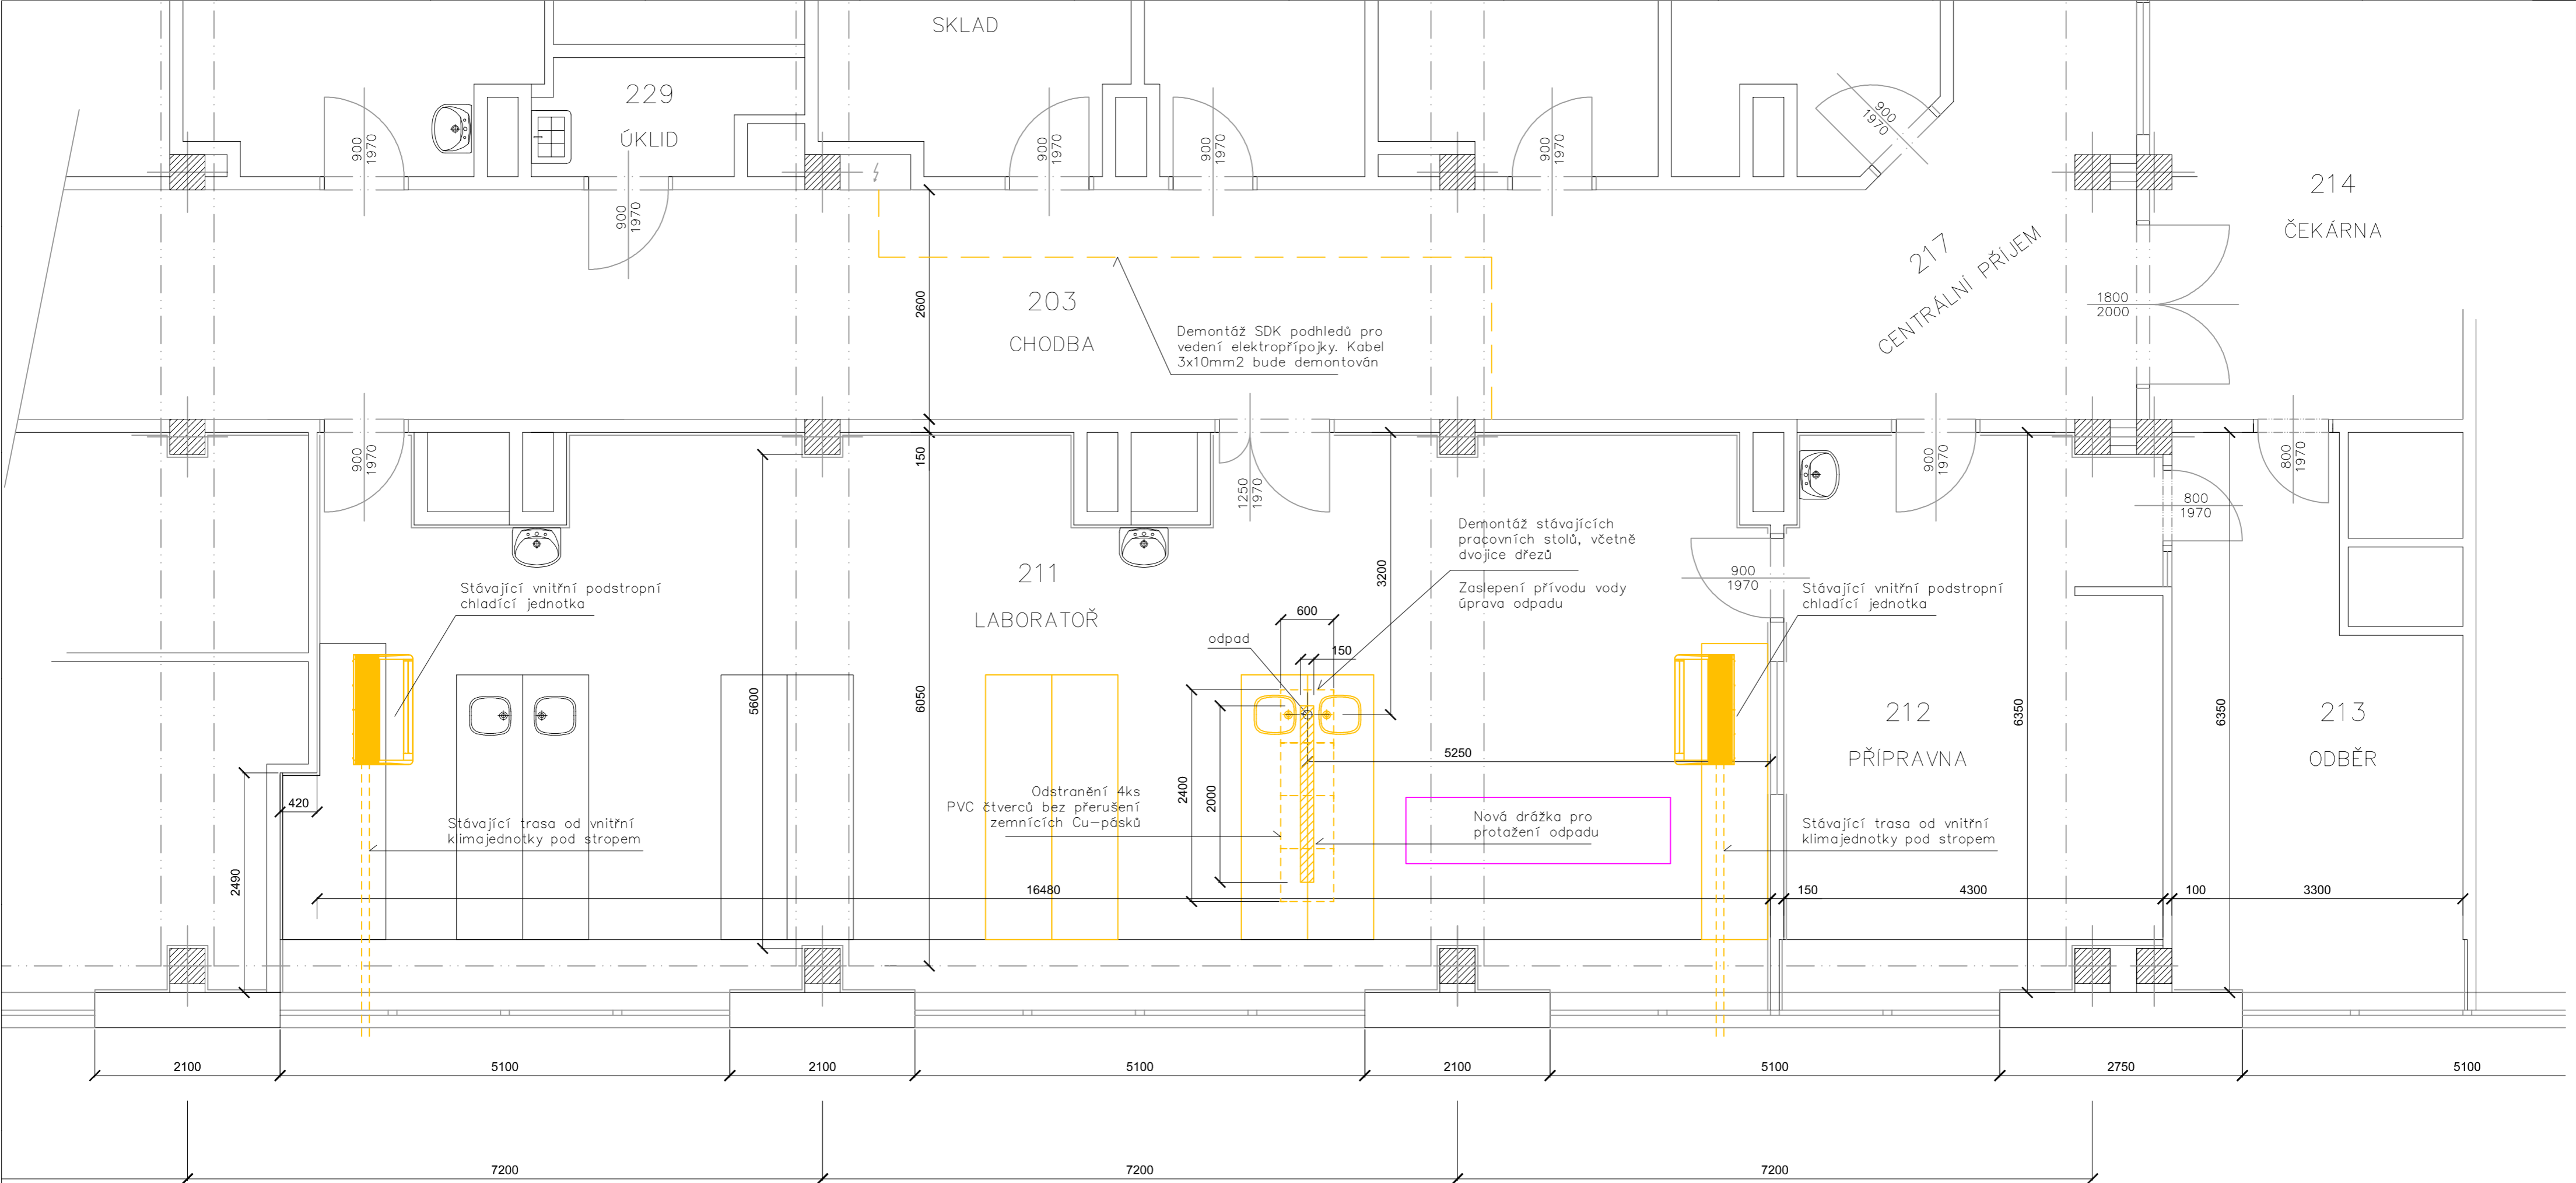 SKLAD
229
ÚKLID
900
1970
900
1970
900
1970
900
1970
900
1970
900
1970
214
ČEKÁRNA
217
CENTRÁLNÍ PŘÍJEM
1800
2000
203
CHODBA
2600
Demontáž SDK podhledů pro
vedení elektropřípojky. Kabel
3x10mm2 bude demontován
900
1970
150
1250
1970
900
1970
800
1970
800
1970
Demontáž stávajících
pracovních stolů, včetně
dvojice dřezů
Zaslepení přívodu vody
úprava odpadu
3200
900
1970
Stávající vnitřní podstropní
chladící jednotka
211
LABORATOŘ
Stávající vnitřní podstropní
chladící jednotka
600
odpad
150
5600
6050
212
PŘÍPRAVNA
6350
6350
213
ODBĚR
5250
2400
2000
Odstranění 4ks
PVC čtverců bez přerušení
zemnících Cu-pásků
Nová drážka pro
protažení odpadu
420
Stávající trasa od vnitřní
klimajednotky pod stropem
Stávající trasa od vnitřní
klimajednotky pod stropem
2490
16480
150
4300
100
3300
2100
5100
2100
5100
2100
5100
2750
5100
7200
7200
7200